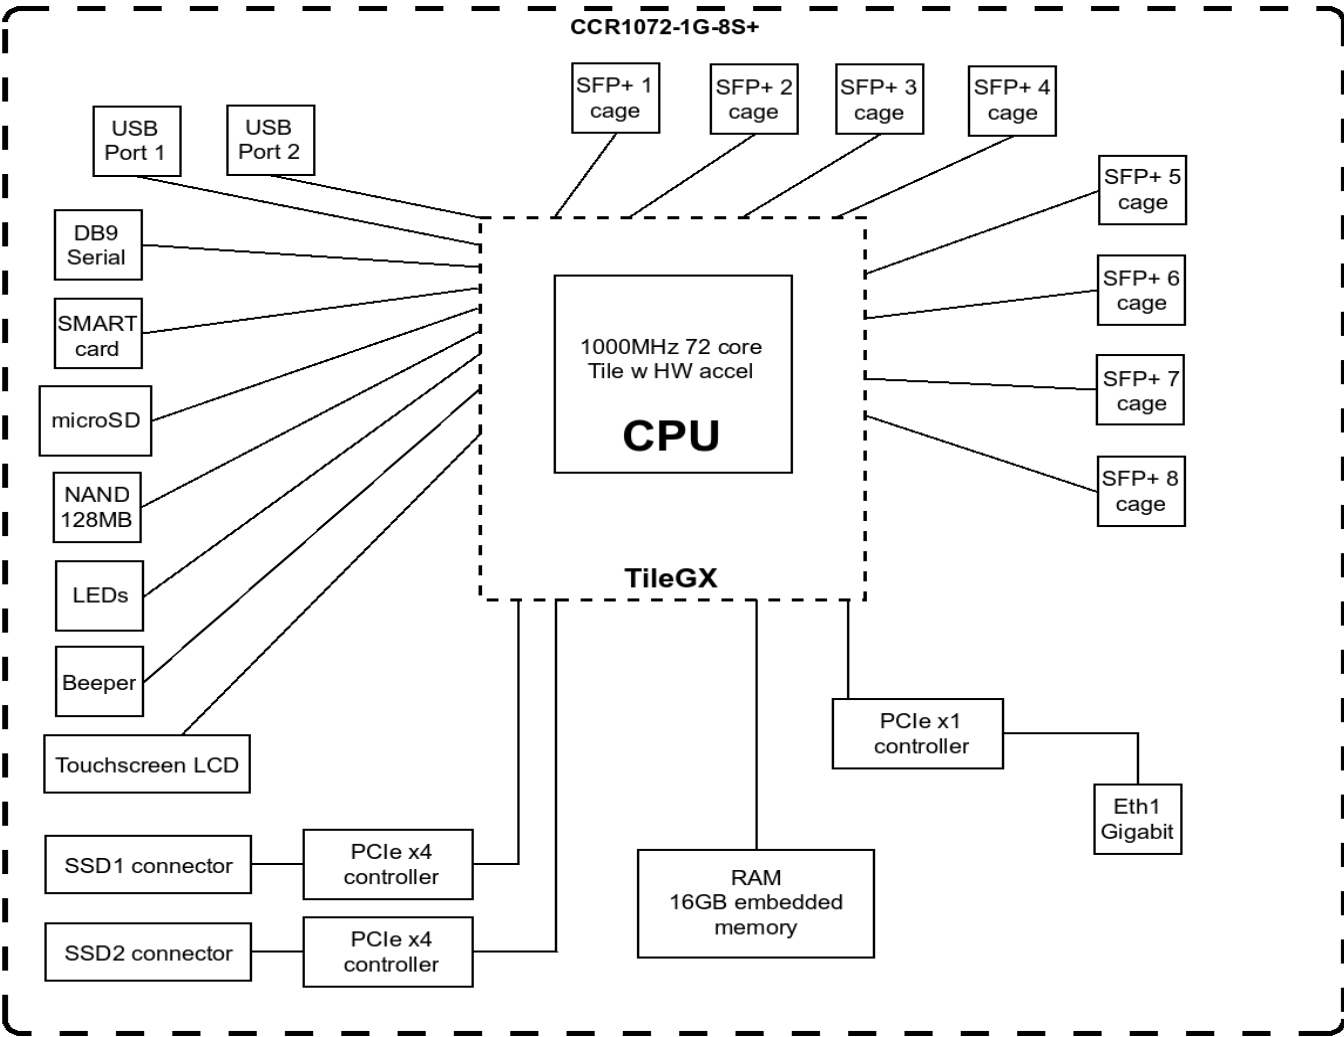 CCR1072-1G-8S+
SFP+ 1
cage
SFP+ 2
cage
SFP+ 3
cage
SFP+ 4
cage
USB
Port 1
USB
Port 2
SFP+ 5
cage
DB9
Serial
SFP+ 6
cage
SMART
card
1000MHz 72 core
Tile w HW accel
CPU
SFP+ 7
cage
microSD
SFP+ 8
cage
NAND
128MB
TileGX
LEDs
Beeper
Touchscreen LCD
PCIe x1
controller
Eth1
Gigabit
SSD1 connector
PCIe x4
controller
RAM
16GB embedded
memory
SSD2 connector
PCIe x4
controller